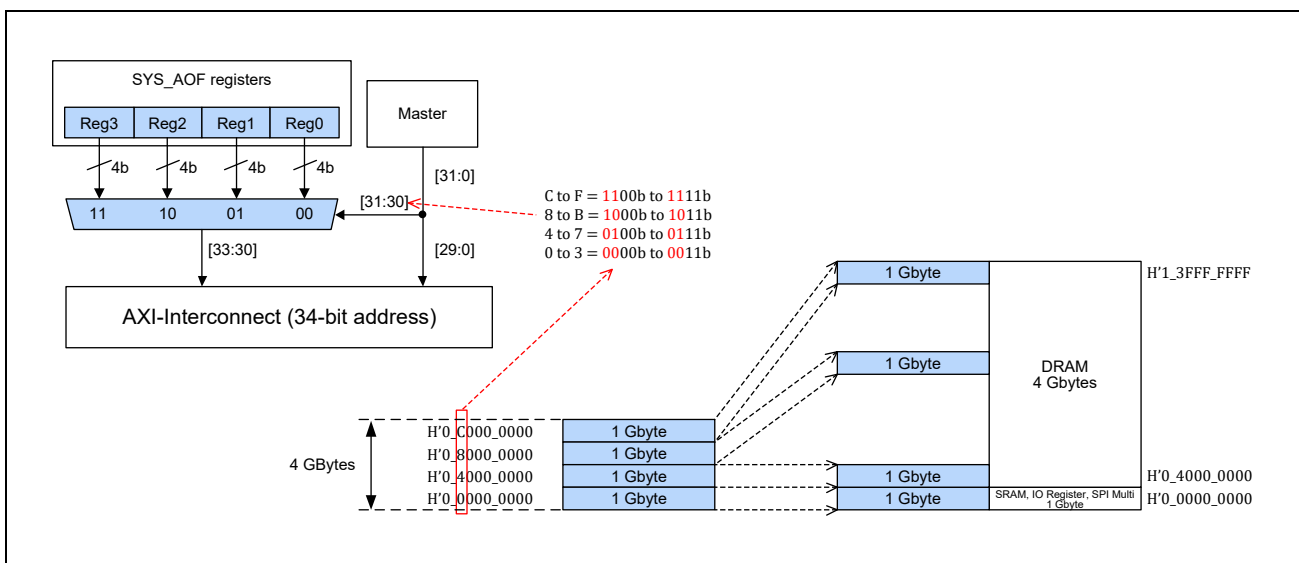 SYS_AOF registers
Reg3 Reg2 Reg1 Reg0
Master
4b 4b 4b 4b
[31:0]
11 10 01 00
[31:30]
[33:30]
[29:0]
AXI-Interconnect (34-bit address)
C to F = 1100b to 1111b
8 to B = 1000b to 1011b
4 to 7 = 0100b to 0111b
0 to 3 = 0000b to 0011b
1 Gbyte
H'1_3FFF_FFFF
1 Gbyte
DRAM
4 Gbytes
4 GBytes
H'0_C000_0000
1 Gbyte
H'0_8000_0000
1 Gbyte
H'0_4000_0000
1 Gbyte
1 Gbyte
H'0_4000_0000
H'0_0000_0000
1 Gbyte
1 Gbyte
SRAM, IO Register, SPI Multi
1 Gbyte
H'0_0000_0000